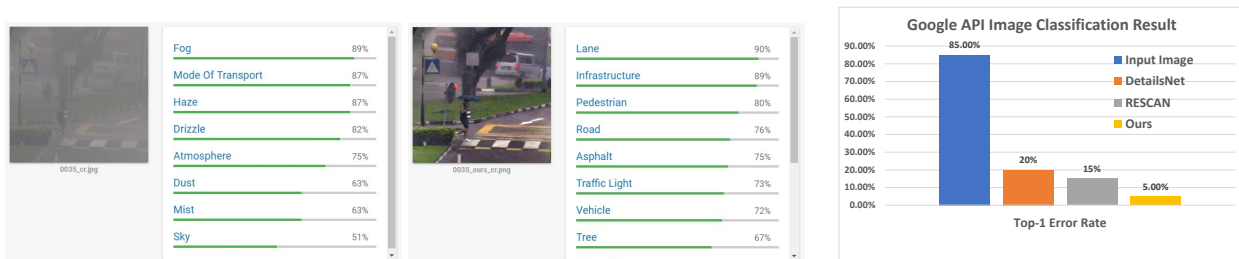 Fog 89%
Mode Of Transport 87%
Haze 87%
Drizzle 82%
Atmosphere 75%
Dust 63%
Mist 63%
Sky 51%
0035_cr.jpg
Lane 90%
Infrastructure 89%
Pedestrian 80%
Road 76%
Asphalt 75%
Traffic Light 73%
Vehicle 72%
Tree 67%
0035_ours_cr.png
Google API Image Classification Result
90.00%
80.00%
70.00%
60.00%
50.00%
40.00%
30.00%
20.00%
10.00%
0.00%
85.00%
20%
15%
5.00%
Input Image
DetailsNet
RESCAN
Ours
Top-1 Error Rate